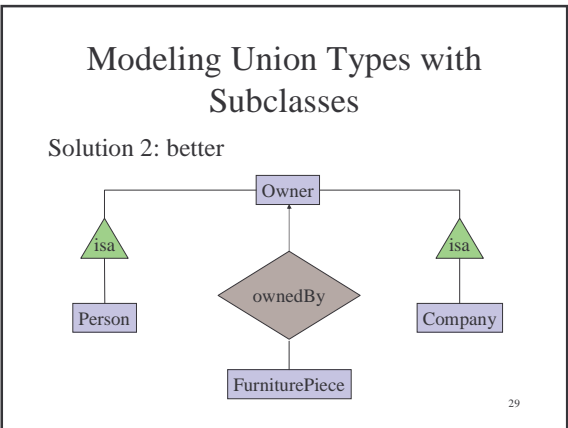 Modeling Union Types with
Subclasses
Solution 2: better
Owner
isa
isa
ownedBy
Person
Company
FurniturePiece
29